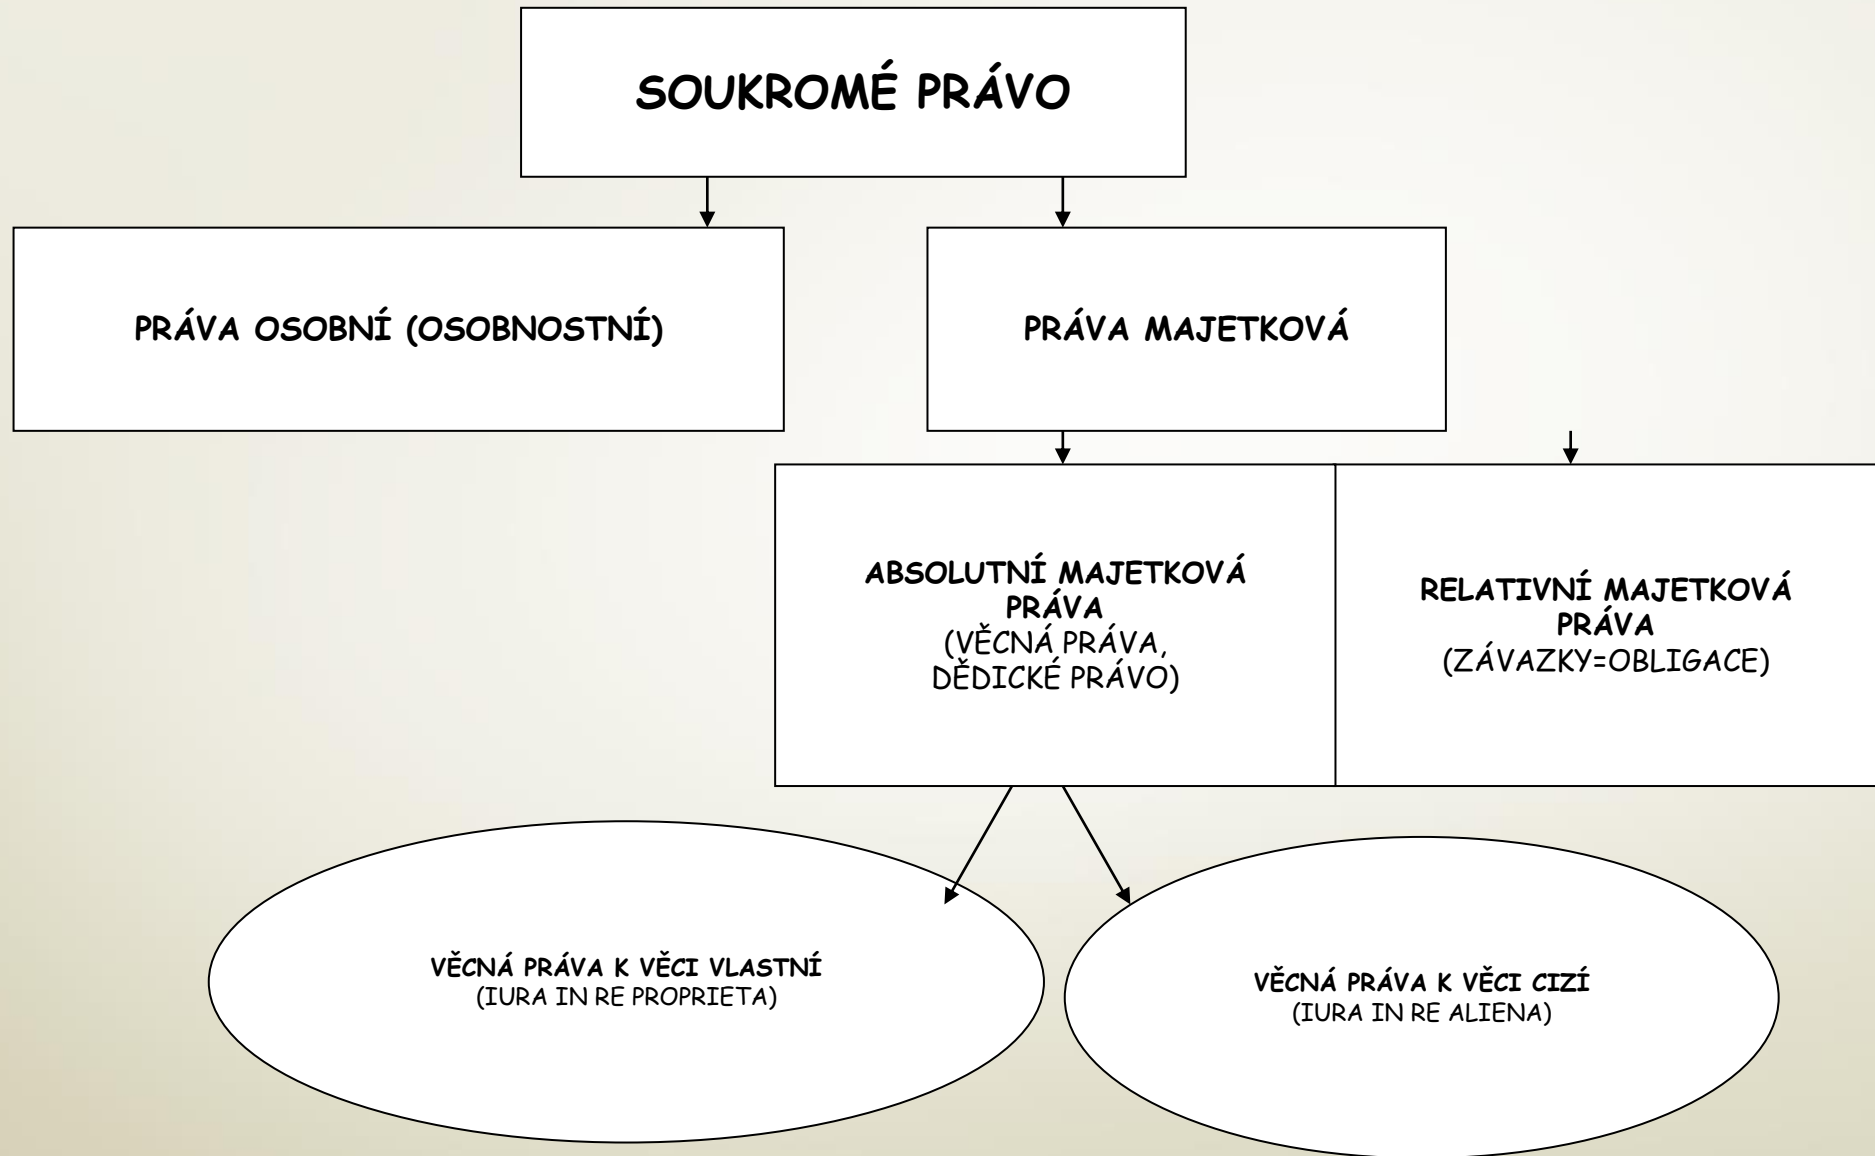 SOUKROMÉ PRÁVO
PRÁVA OSOBNÍ (OSOBNOSTNÍ)
PRÁVA MAJETKOVÁ
ABSOLUTNÍ MAJETKOVÁ
PRÁVA
(VĚCNÁ PRÁVA,
DĚDICKÉ PRÁVO)
RELATIVNÍ MAJETKOVÁ
PRÁVA
(ZÁVAZKY=OBLIGACE)
VĚCNÁ PRÁVA K VĚCI VLASTNÍ
(IURA IN RE PROPRIETA)
VĚCNÁ PRÁVA K VĚCI CIZÍ
(IURA IN RE ALIENA)